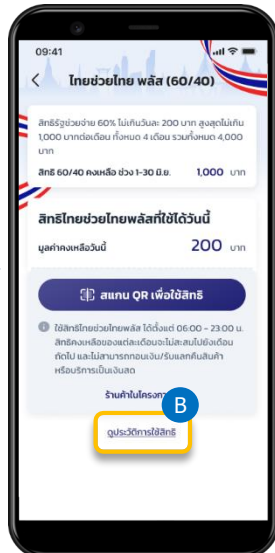 09:41
ไทยช่วยไทย พลัส (60/40)
สิทธิรัฐช่วยจ่าย 60% ไม่เกินวันละ 200 บาท สูงสุดไม่เกิน
1,000 บาทต่อเดือน ทั้งหมด 4 เดือน รวมทั้งหมด 4,000
บาท
สิทธิ 60/40 คงเหลือ ช่วง 1-30 มิ.ย. 1,000 บาท
สิทธิไทยช่วยไทยพลัสที่ใช้ได้วันนี้
มูลค่าคงเหลือวันนี้ 200 บาท
สแกน QR เพื่อใช้สิทธิ
ใช้สิทธิไทยช่วยไทยพลัส ได้ตั้งแต่ 06:00 - 23:00 น.
สิทธิคงเหลือของแต่ละเดือนจะไม่สะสมไปยังเดือน
ถัดไป และไม่สามารถถอนเงิน/รับแลกคืนสินค้า
หรือบริการเป็นเงินสด
ร้านค้าในโครงกา
B
ดูประวัติการใช้สิทธิ